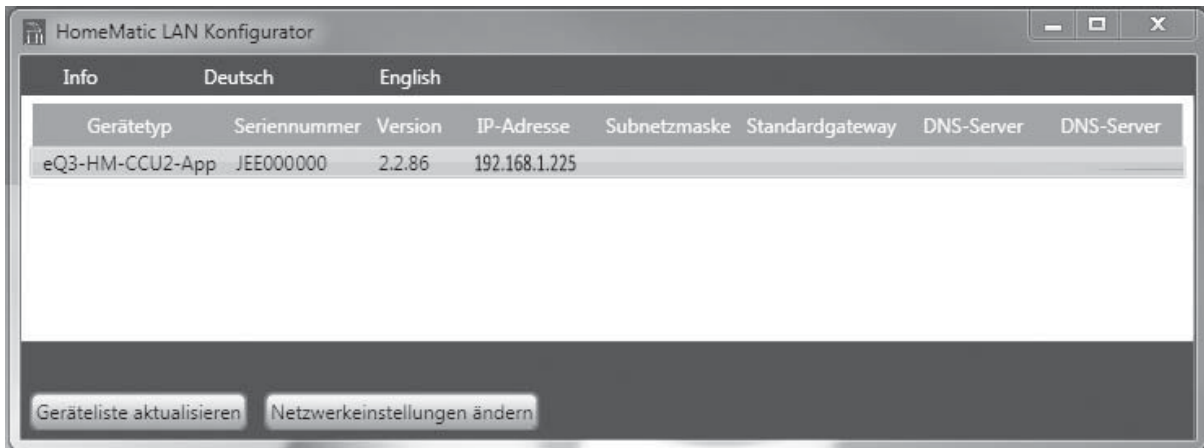 HomeMatic LAN Konfigurator
Info Deutsch English
Gerätetyp Seriennummer Version IP-Adresse Subnetzmaske Standardgateway DNS-Server DNS-Server
eQ3-HM-CCU2-App JEE000000 2.2.86 192.168.1.225
Geräteliste aktualisieren Netzwerkeinstellungen ändern